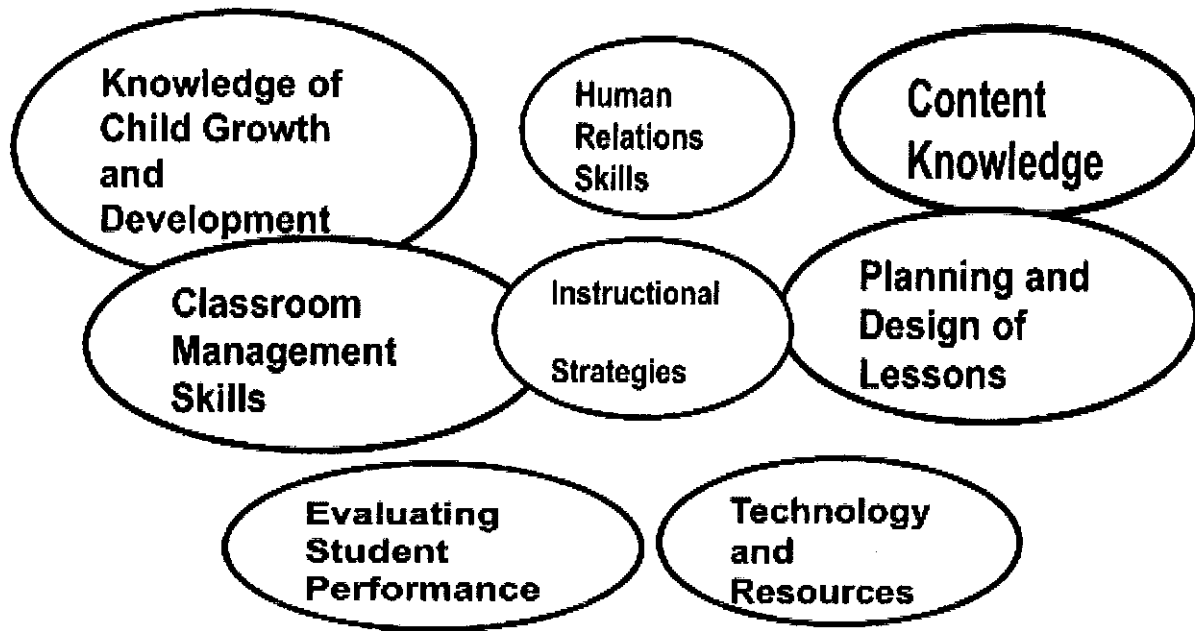 Knowledge of
Child Growth
and
Development
Human
Relations
Skills
Content
Knowledge
Classroom
Management
Skills
Instructional
Strategies
Planning and
Design of
Lessons
Evaluating
Student
Performance
Technology
and
Resources